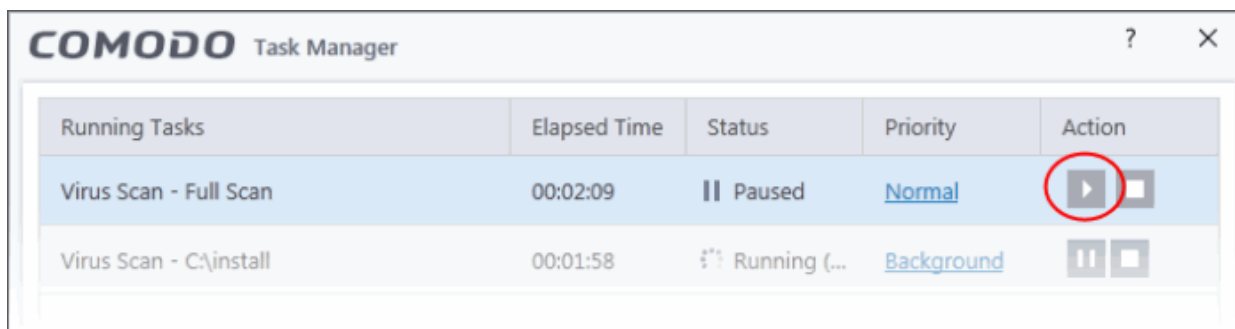 COMODO Task Manager ?
Running Tasks Elapsed Time Status Priority Action
Virus Scan - Full Scan 00:02:09 Paused Normal
Virus Scan - C:\install 00:01:58 Running (... Background